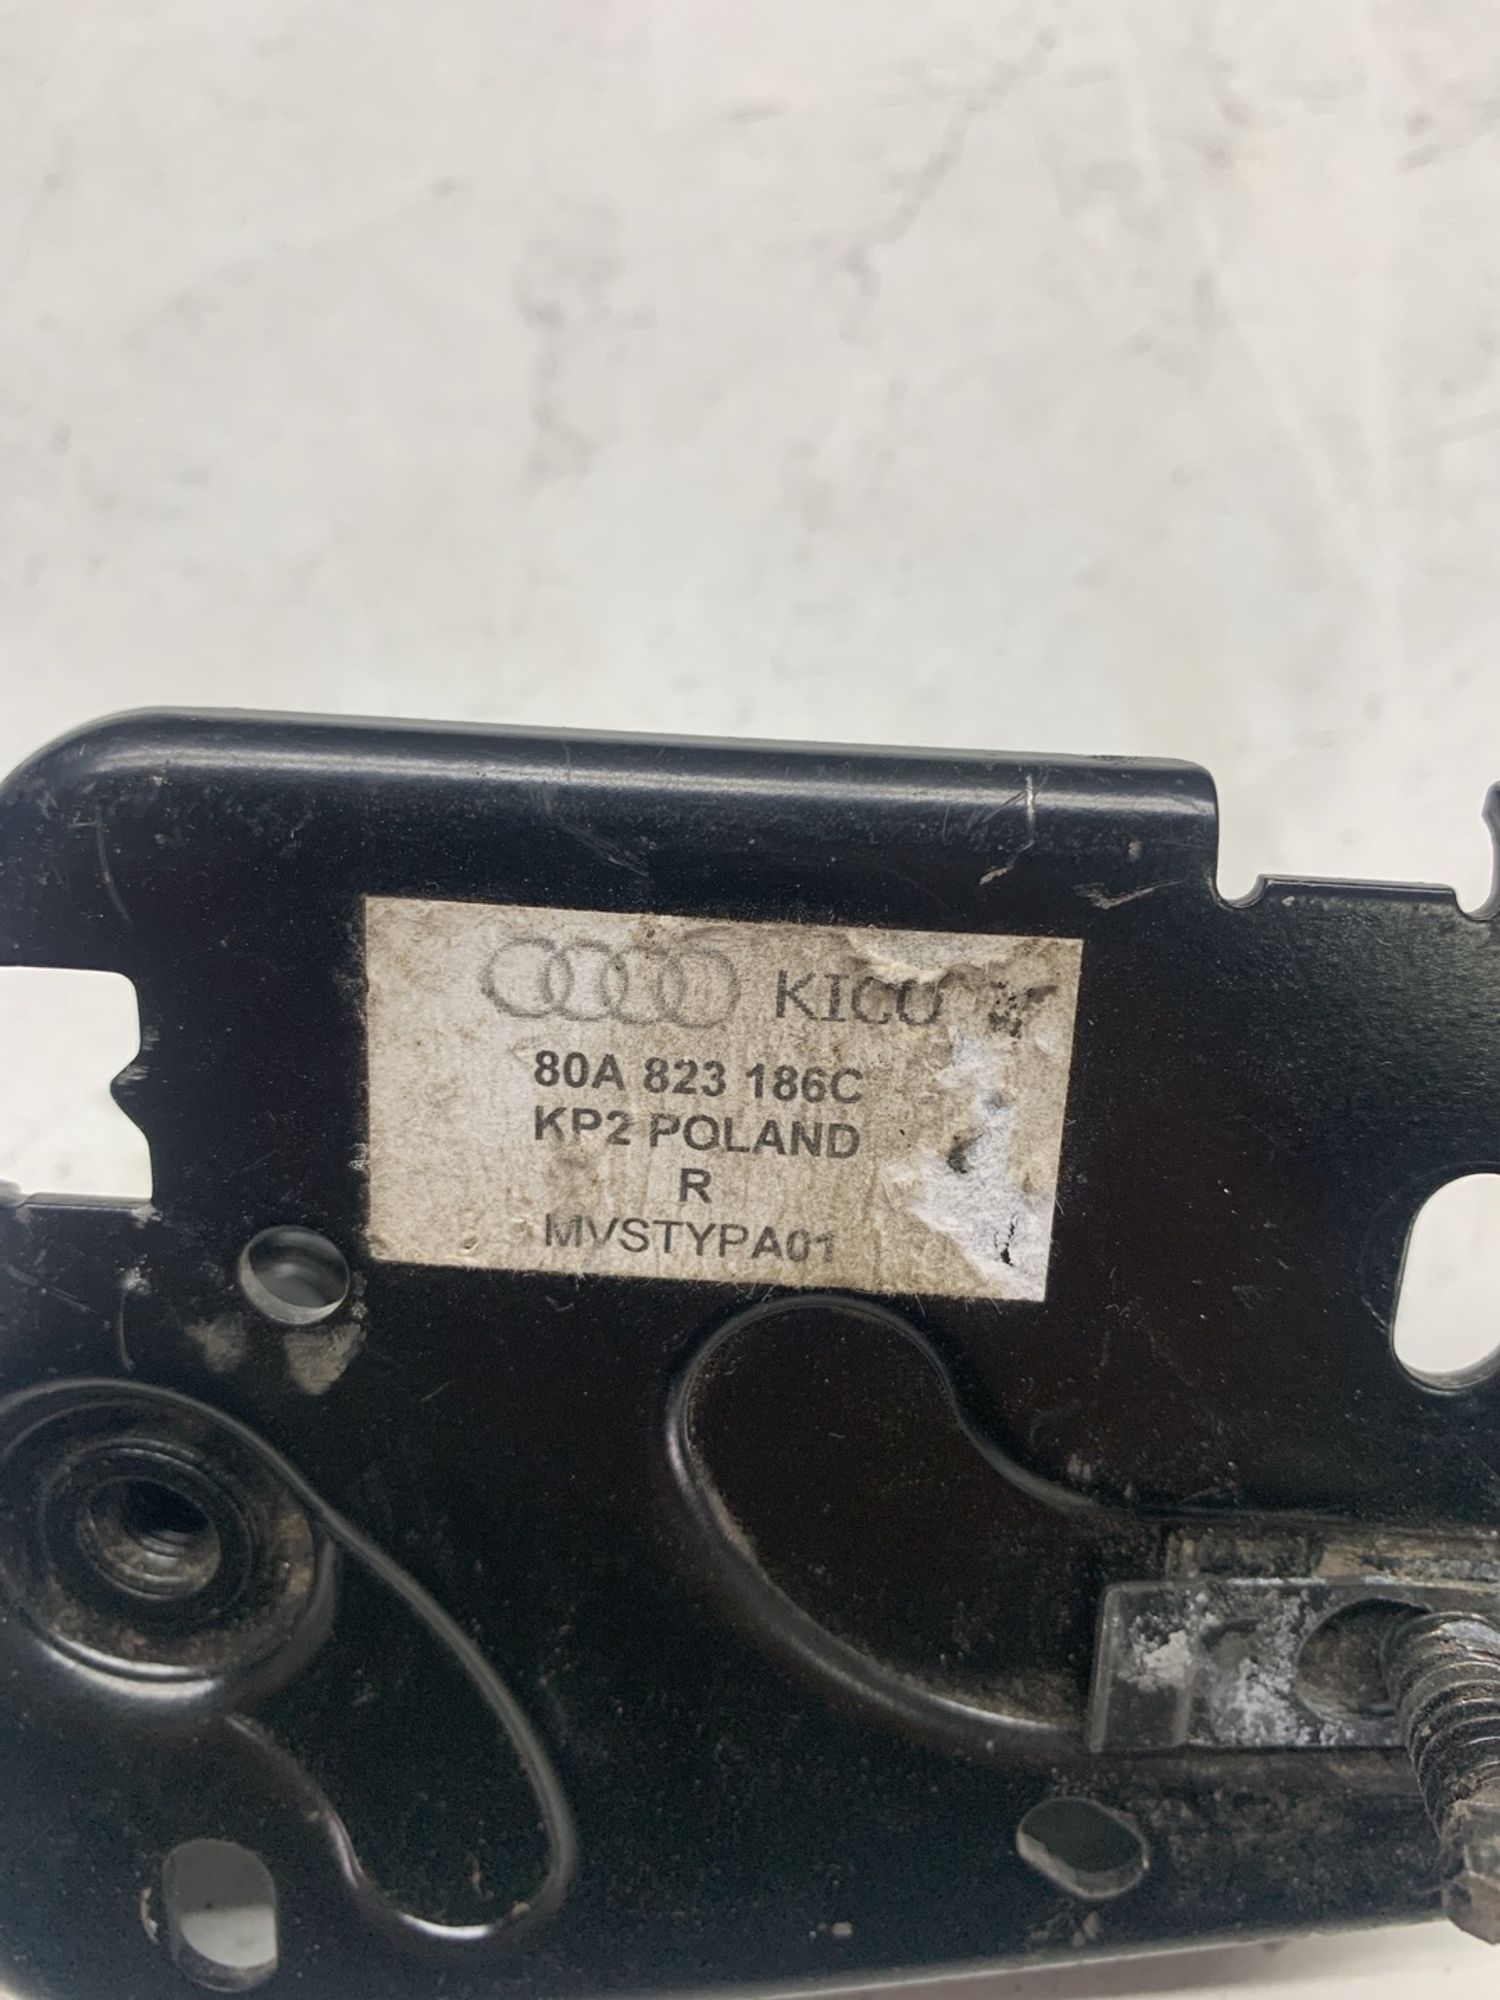 KICO
80A 823 186C
KP2 POLAND
R
MVSTYPA01